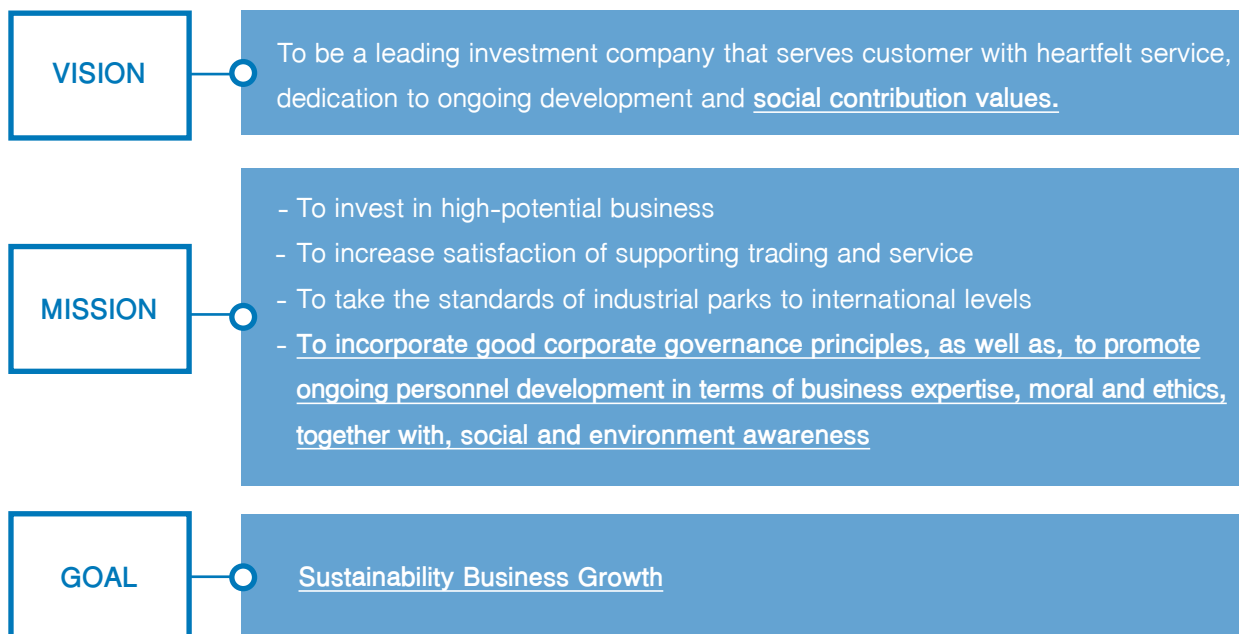 VISION
To be a leading investment company that serves customer with heartfelt service,
dedication to ongoing development and social contribution values.
MISSION
- To invest in high-potential business
- To increase satisfaction of supporting trading and service
- To take the standards of industrial parks to international levels
- To incorporate good corporate governance principles, as well as, to promote
ongoing personnel development in terms of business expertise, moral and ethics,
together with, social and environment awareness
GOAL
Sustainability Business Growth